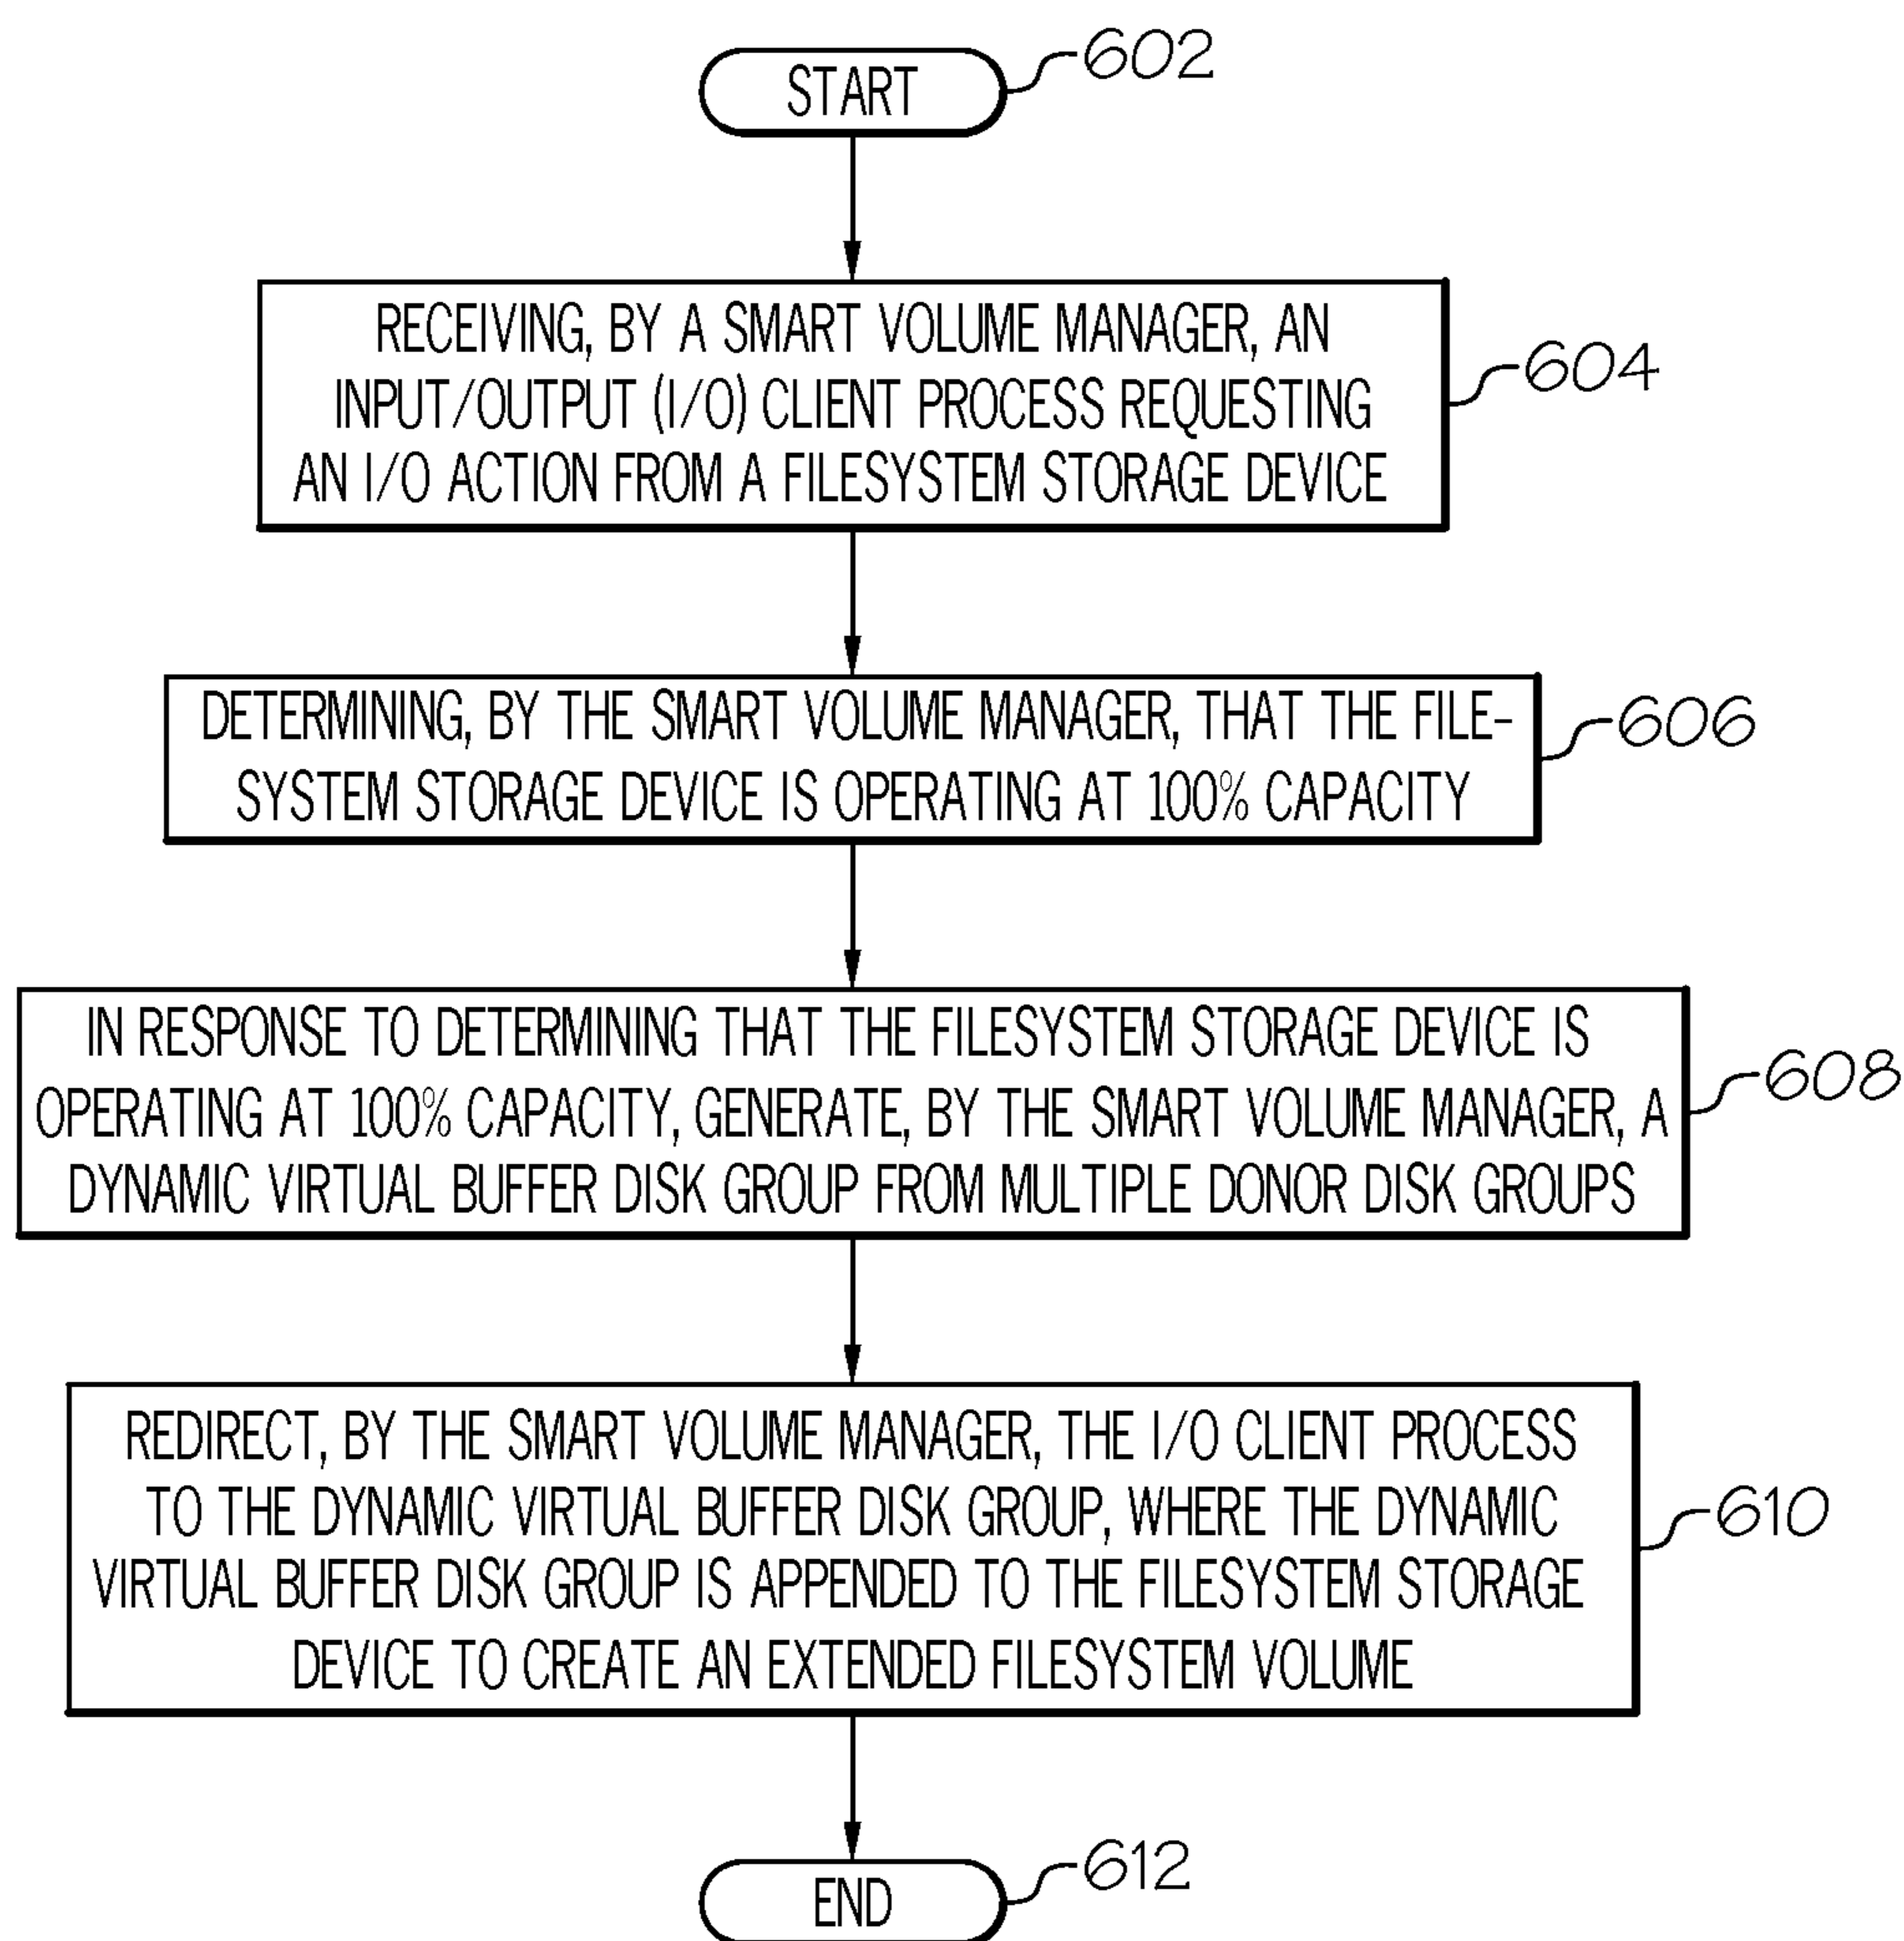 START
602
RECEIVING, BY A SMART VOLUME MANAGER, AN
INPUT/OUTPUT (I/O) CLIENT PROCESS REQUESTING
AN I/O ACTION FROM A FILESYSTEM STORAGE DEVICE
604
DETERMINING, BY THE SMART VOLUME MANAGER, THAT THE FILE-
SYSTEM STORAGE DEVICE IS OPERATING AT 100% CAPACITY
606
IN RESPONSE TO DETERMINING THAT THE FILESYSTEM STORAGE DEVICE IS
OPERATING AT 100% CAPACITY, GENERATE, BY THE SMART VOLUME MANAGER, A
DYNAMIC VIRTUAL BUFFER DISK GROUP FROM MULTIPLE DONOR DISK GROUPS
608
REDIRECT, BY THE SMART VOLUME MANAGER, THE I/O CLIENT PROCESS
TO THE DYNAMIC VIRTUAL BUFFER DISK GROUP, WHERE THE DYNAMIC
VIRTUAL BUFFER DISK GROUP IS APPENDED TO THE FILESYSTEM STORAGE
DEVICE TO CREATE AN EXTENDED FILESYSTEM VOLUME
610
END
612